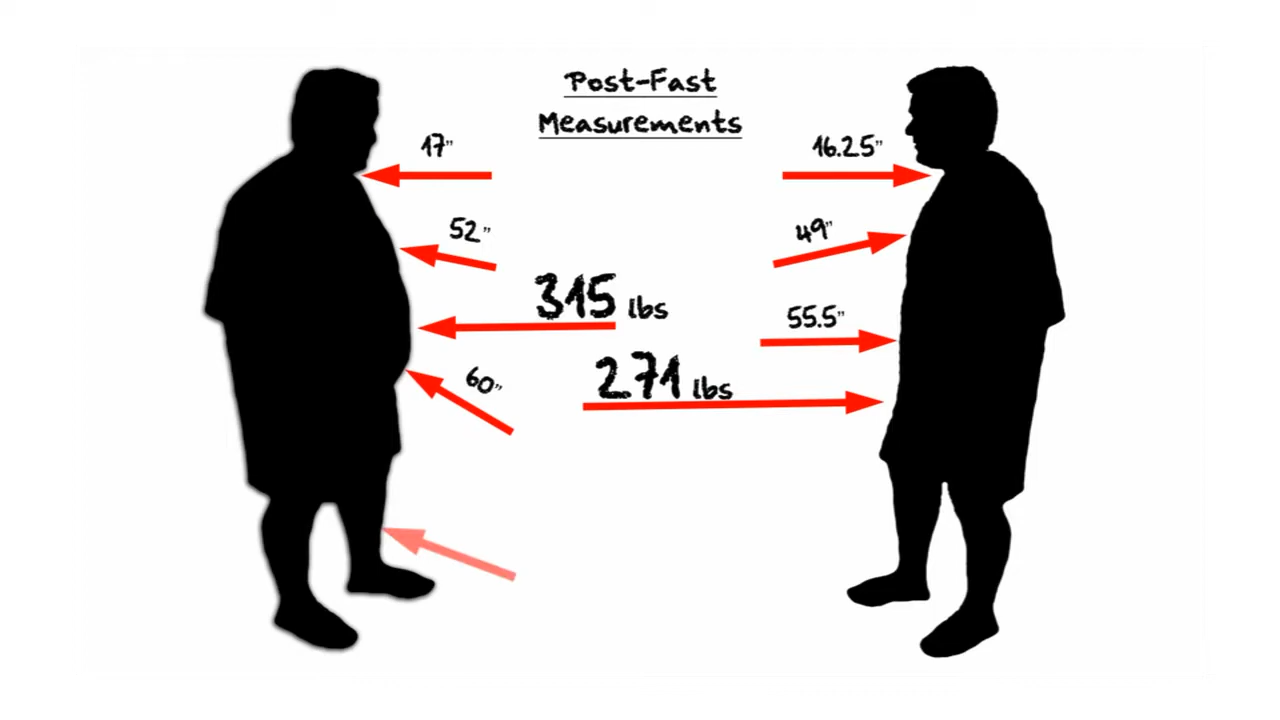 Post-Fast
Measurements
17"
16.25"
52"
49"
315 lbs
55.5"
271 lbs
60"